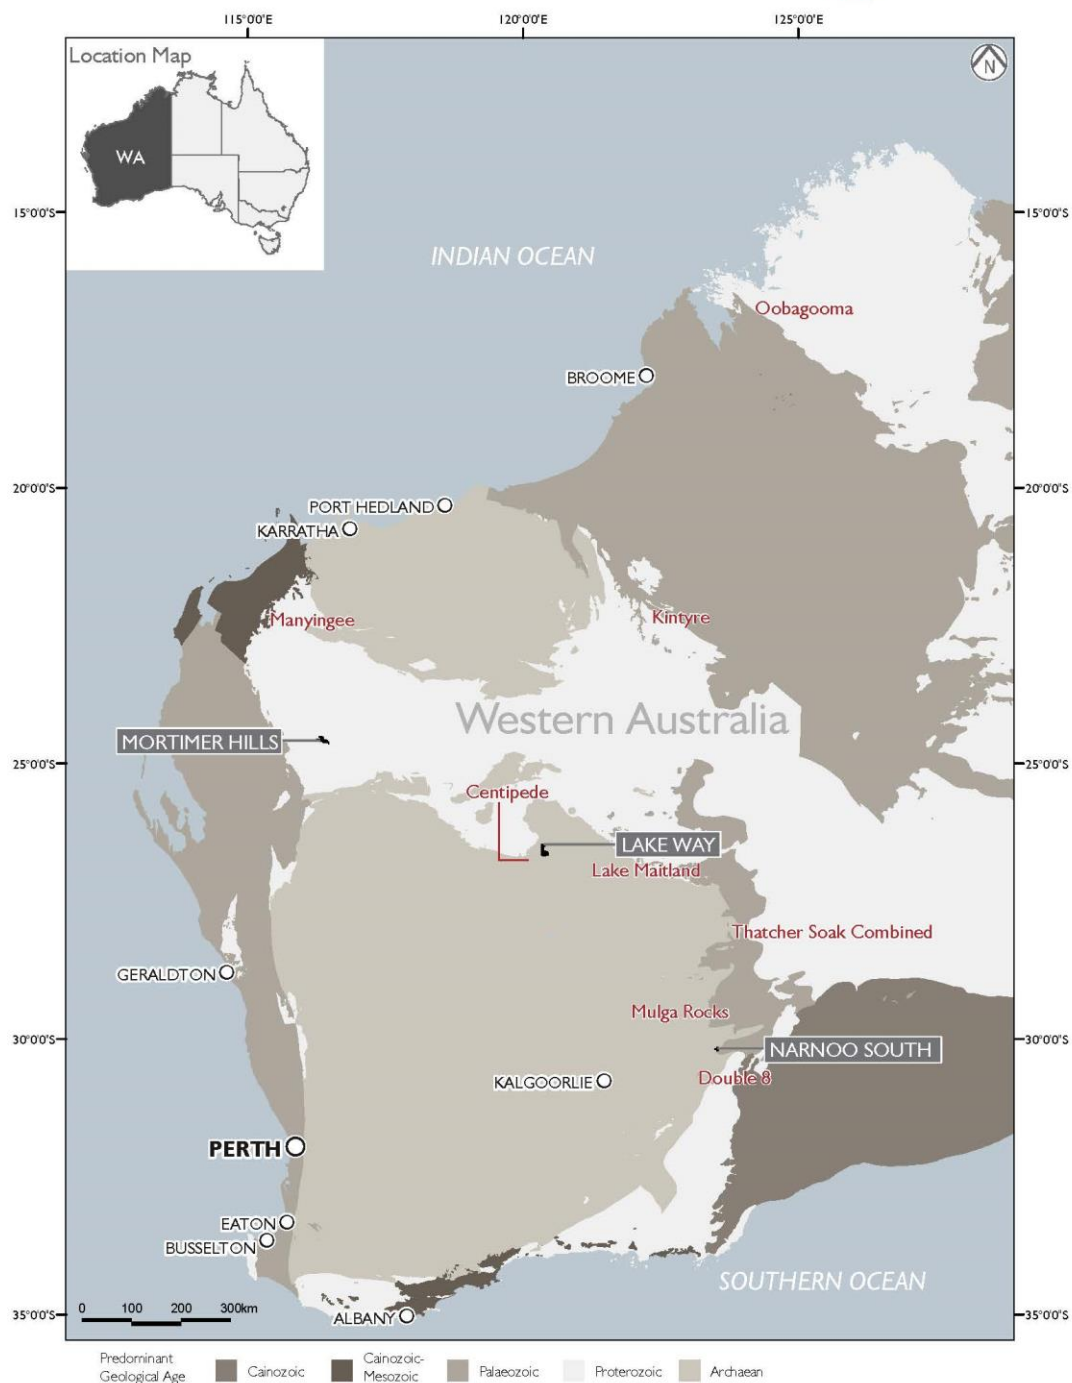 115°0'0"E
120°0'0"E
125°0'0"E
Location Map
N
WA
15°0'0"S
15°0'0"S
INDIAN OCEAN
Oobagooma
BROOME
20°0'0"S
20°0'0"S
PORT HEDLAND
KARRATHA
Manyingee
Kintyre
Western Australia
MORTIMER HILLS
25°0'0"S
25°0'0"S
Centipede
LAKE WAY
Lake Maitland
Thatcher Soak Combined
GERALDTON
Mulga Rocks
30°0'0"S
30°0'0"S
NARNOO SOUTH
Double 8
KALGOORLIE
PERTH
EATON
BUSSELTON
SOUTHERN OCEAN
0 100 200 300km
35°0'0"S
35°0'0"S
ALBANY
Predominant
Geological Age
Cainozoic
Cainozoic-
Mesozoic
Palaeozoic
Proterozoic
Archaean